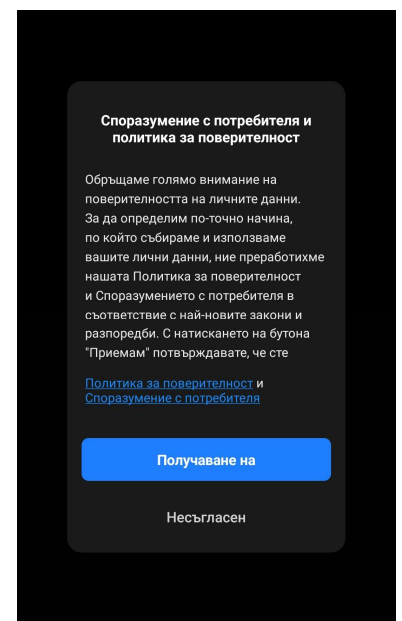 Споразумение с потребителя и
политика за поверителност
Обръщаме голямо внимание на
поверителността на личните данни.
За да определим по-точно начина,
по който събираме и използваме
вашите лични данни, ние преработихме
нашата Политика за поверителност
и Споразумението с потребителя в
съответствие с най-новите закони и
разпоредби. С натискането на бутона
"Приемам" потвърждавате, че сте
Политика за поверителност и
Споразумение с потребителя
Получаване на
Несъгласен